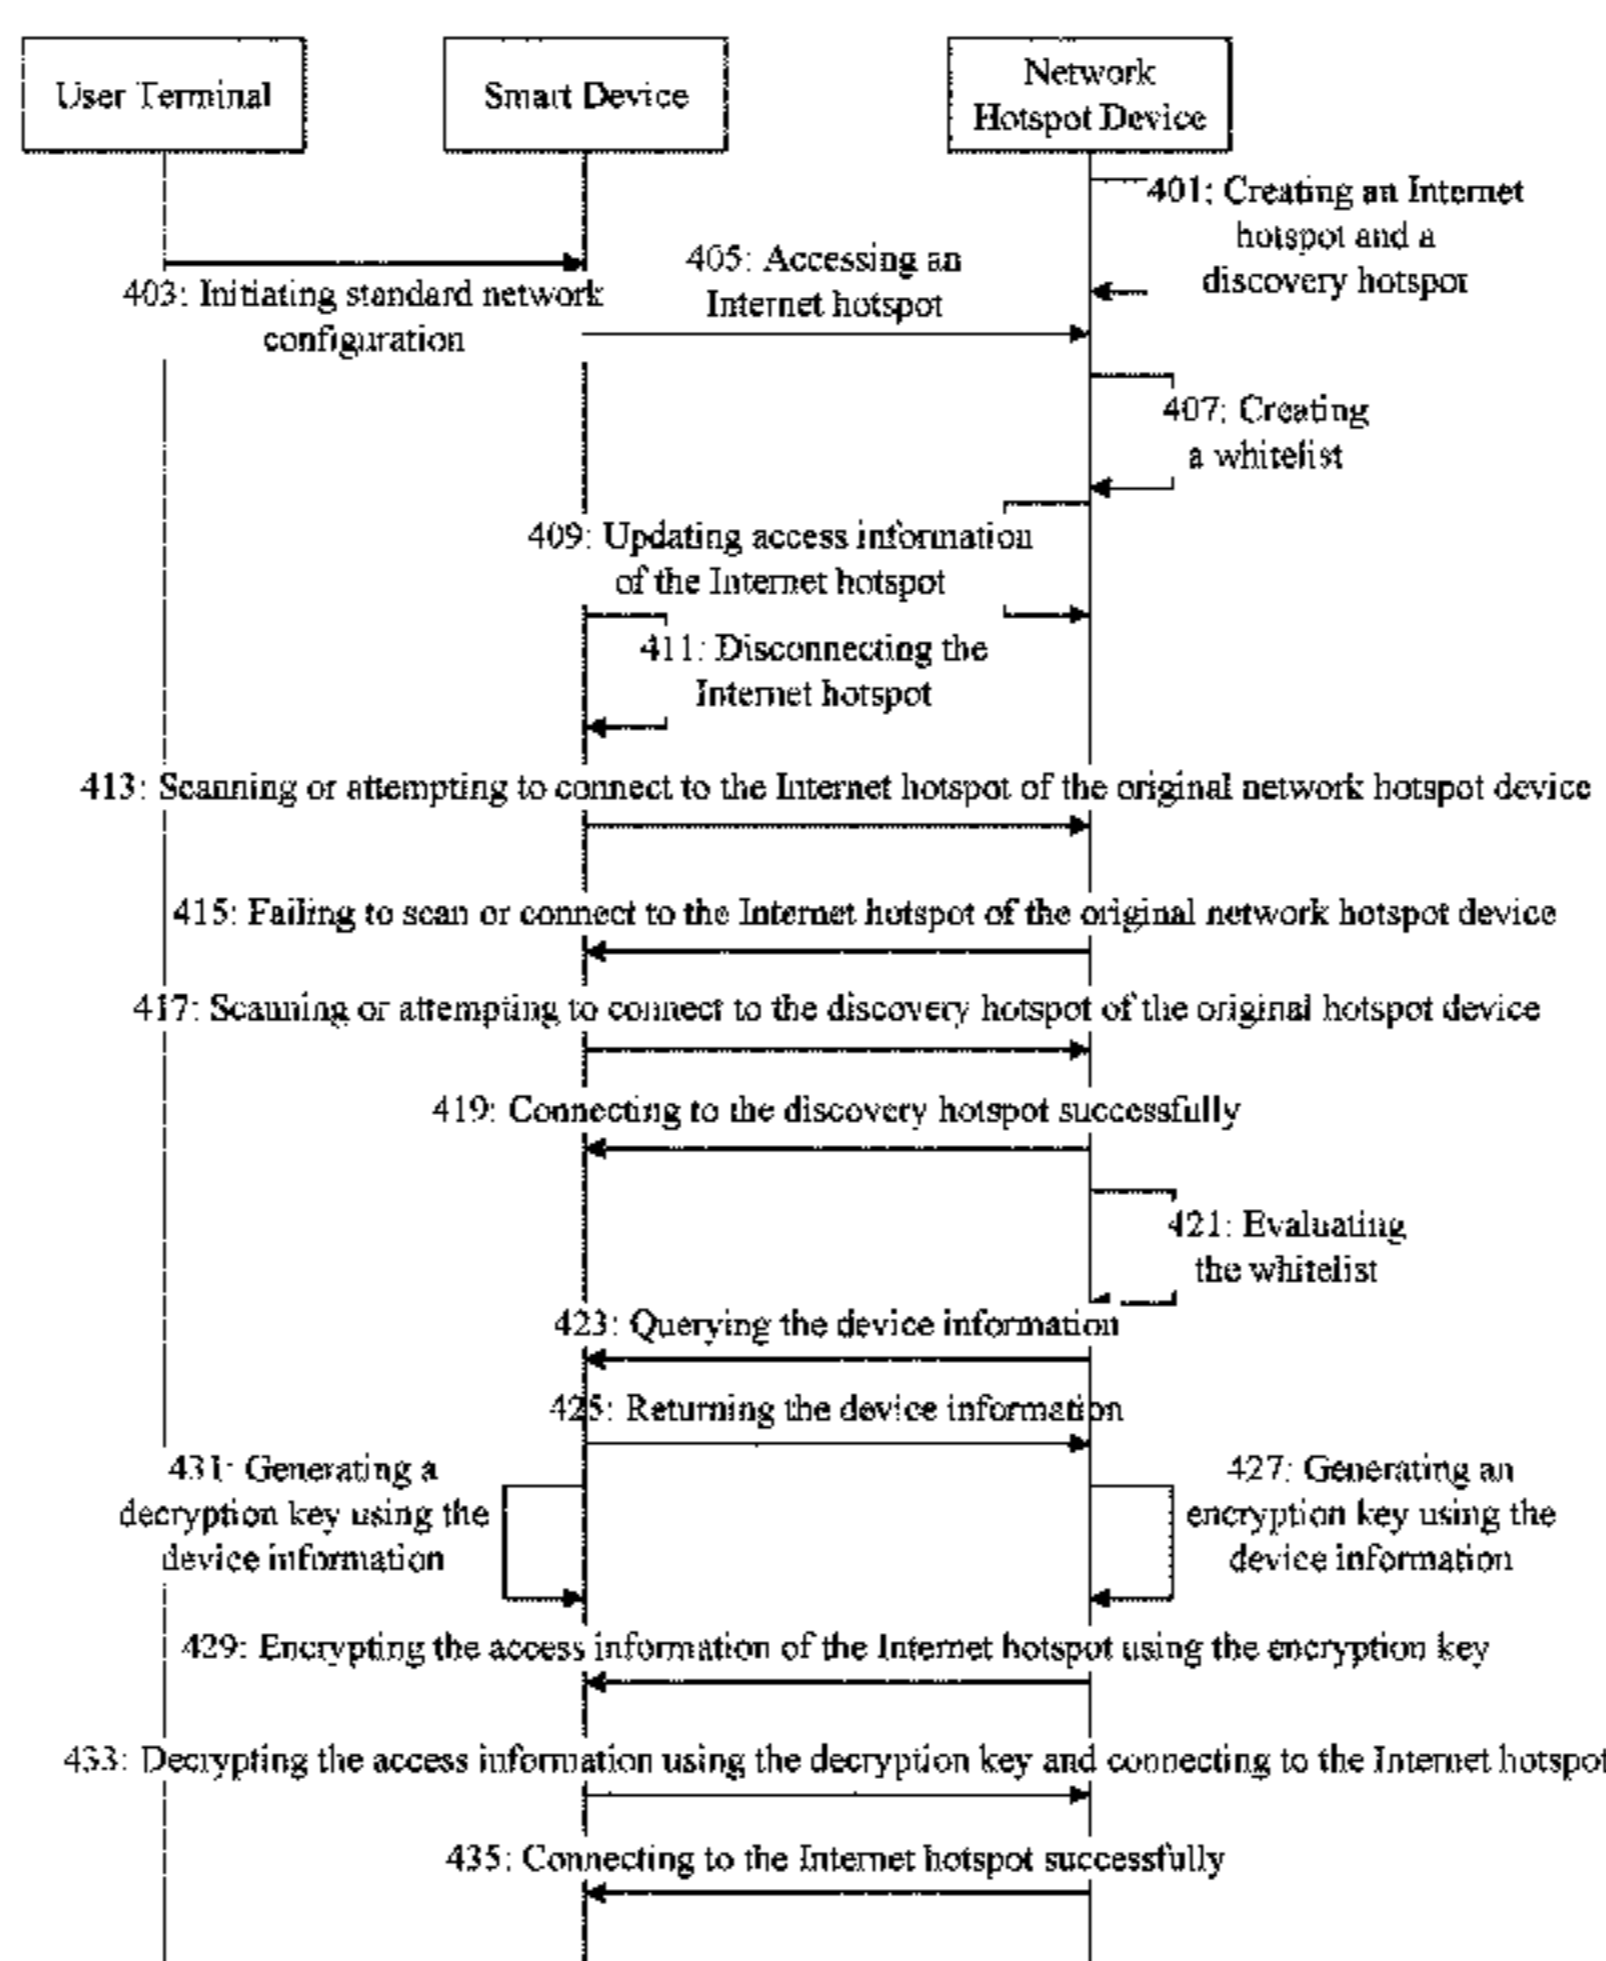 User Terminal
Smart Device
Network
Hotspot Device
401: Creating an Internet
hotspot and a
discovery hotspot
403: Initiating standard network
configuration
405: Accessing an
Internet hotspot
407: Creating
a whitelist
409: Updating access information
of the Internet hotspot
411: Disconnecting the
Internet hotspot
413: Scanning or attempting to connect to the Internet hotspot of the original network hotspot device
415: Failing to scan or connect to the Internet hotspot of the original network hotspot device
417: Scanning or attempting to connect to the discovery hotspot of the original hotspot device
419: Connecting to the discovery hotspot successfully
421: Evaluating
the whitelist
423: Querying the device information
425: Returning the device information
431: Generating a
decryption key using the
device information
427: Generating an
encryption key using the
device information
429: Encrypting the access information of the Internet hotspot using the encryption key
433: Decrypting the access information using the decryption key and connecting to the Internet hotspot
435: Connecting to the Internet hotspot successfully